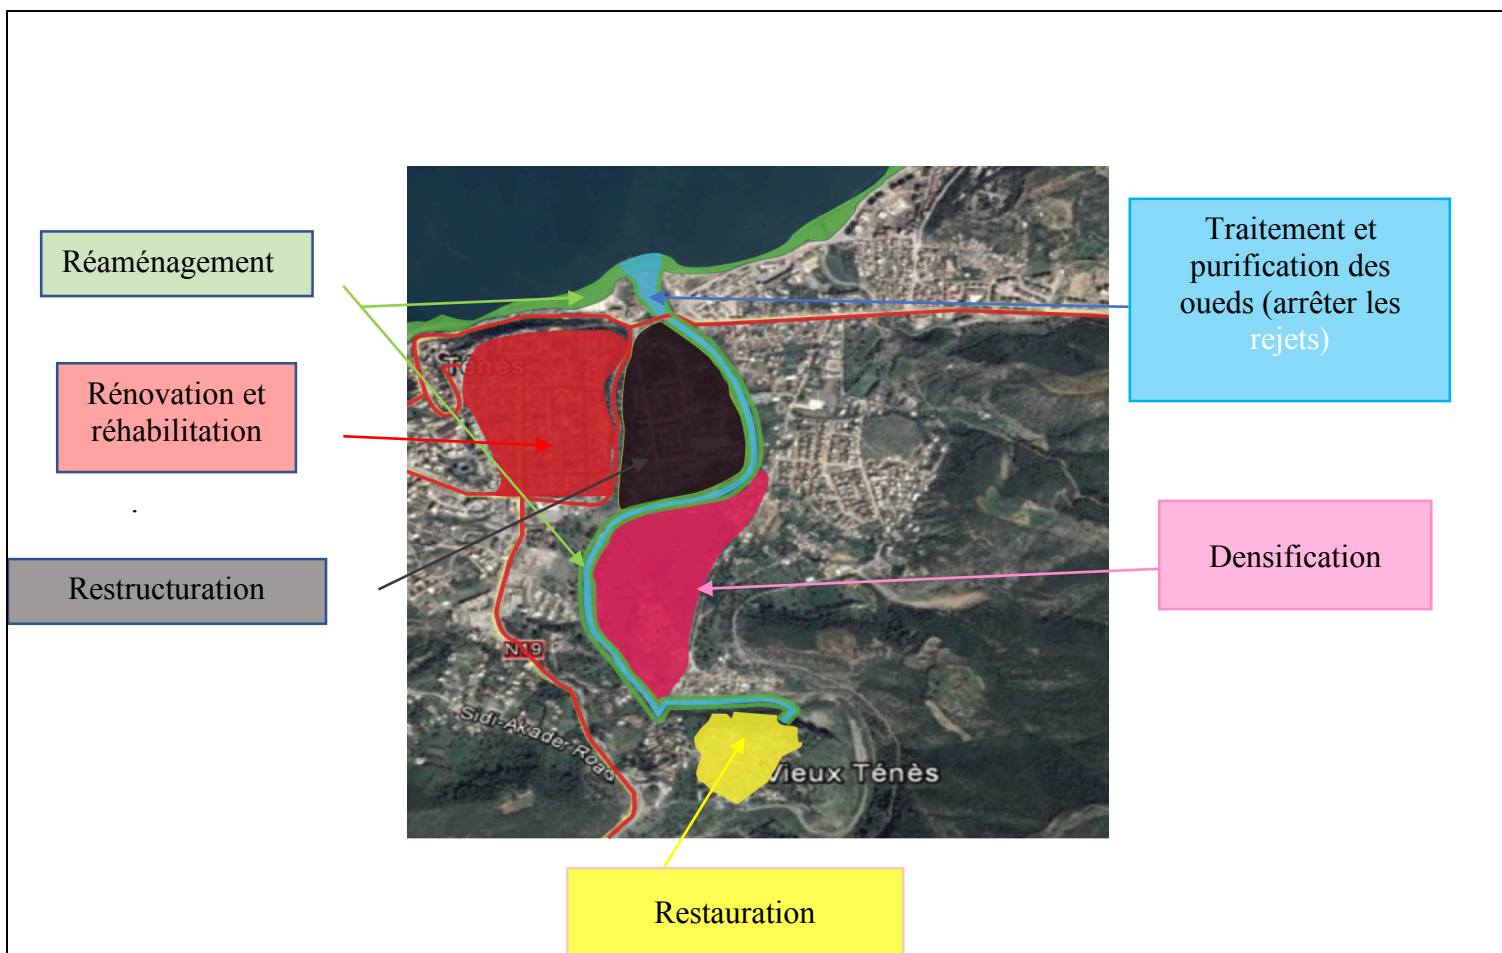 Réaménagement
Traitement et
purification des
oueds (arrêter les
rejets)
Rénovation et
réhabilitation
.
Ténès
Restructuration
Densification
N19
Sidi-Akader Road
Vieux Ténès
Restauration